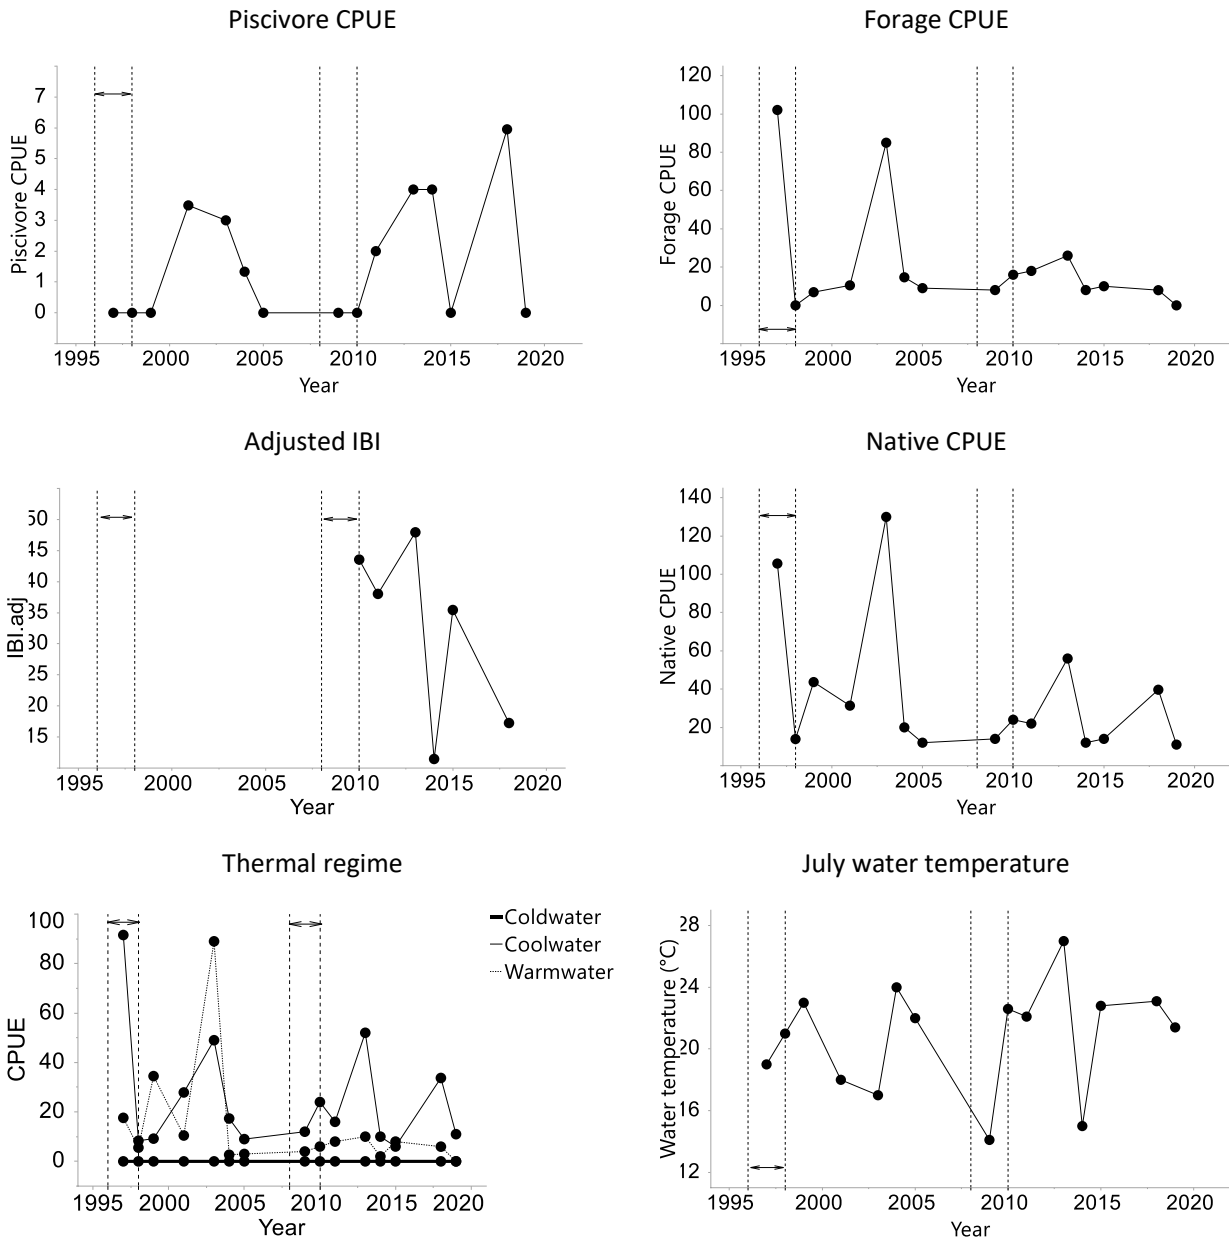 Piscivore CPUE
7
6
5
4
3
2
1
0
Piscivore CPUE
1995 2000 2005 2010 2015 2020
Year
Forage CPUE
120
100
80
60
40
20
0
Forage CPUE
1995 2000 2005 2010 2015 2020
Year
Adjusted IBI
50
45
40
35
30
25
20
15
IBI.adj
1995 2000 2005 2010 2015 2020
Year
Native CPUE
140
120
100
80
60
40
20
Native CPUE
1995 2000 2005 2010 2015 2020
Year
Thermal regime
100
80
60
40
20
0
CPUE
1995 2000 2005 2010 2015 2020
Year
Coldwater
Coolwater
Warmwater
July water temperature
28
24
20
16
12
Water temperature (°C)
1995 2000 2005 2010 2015 2020
Year